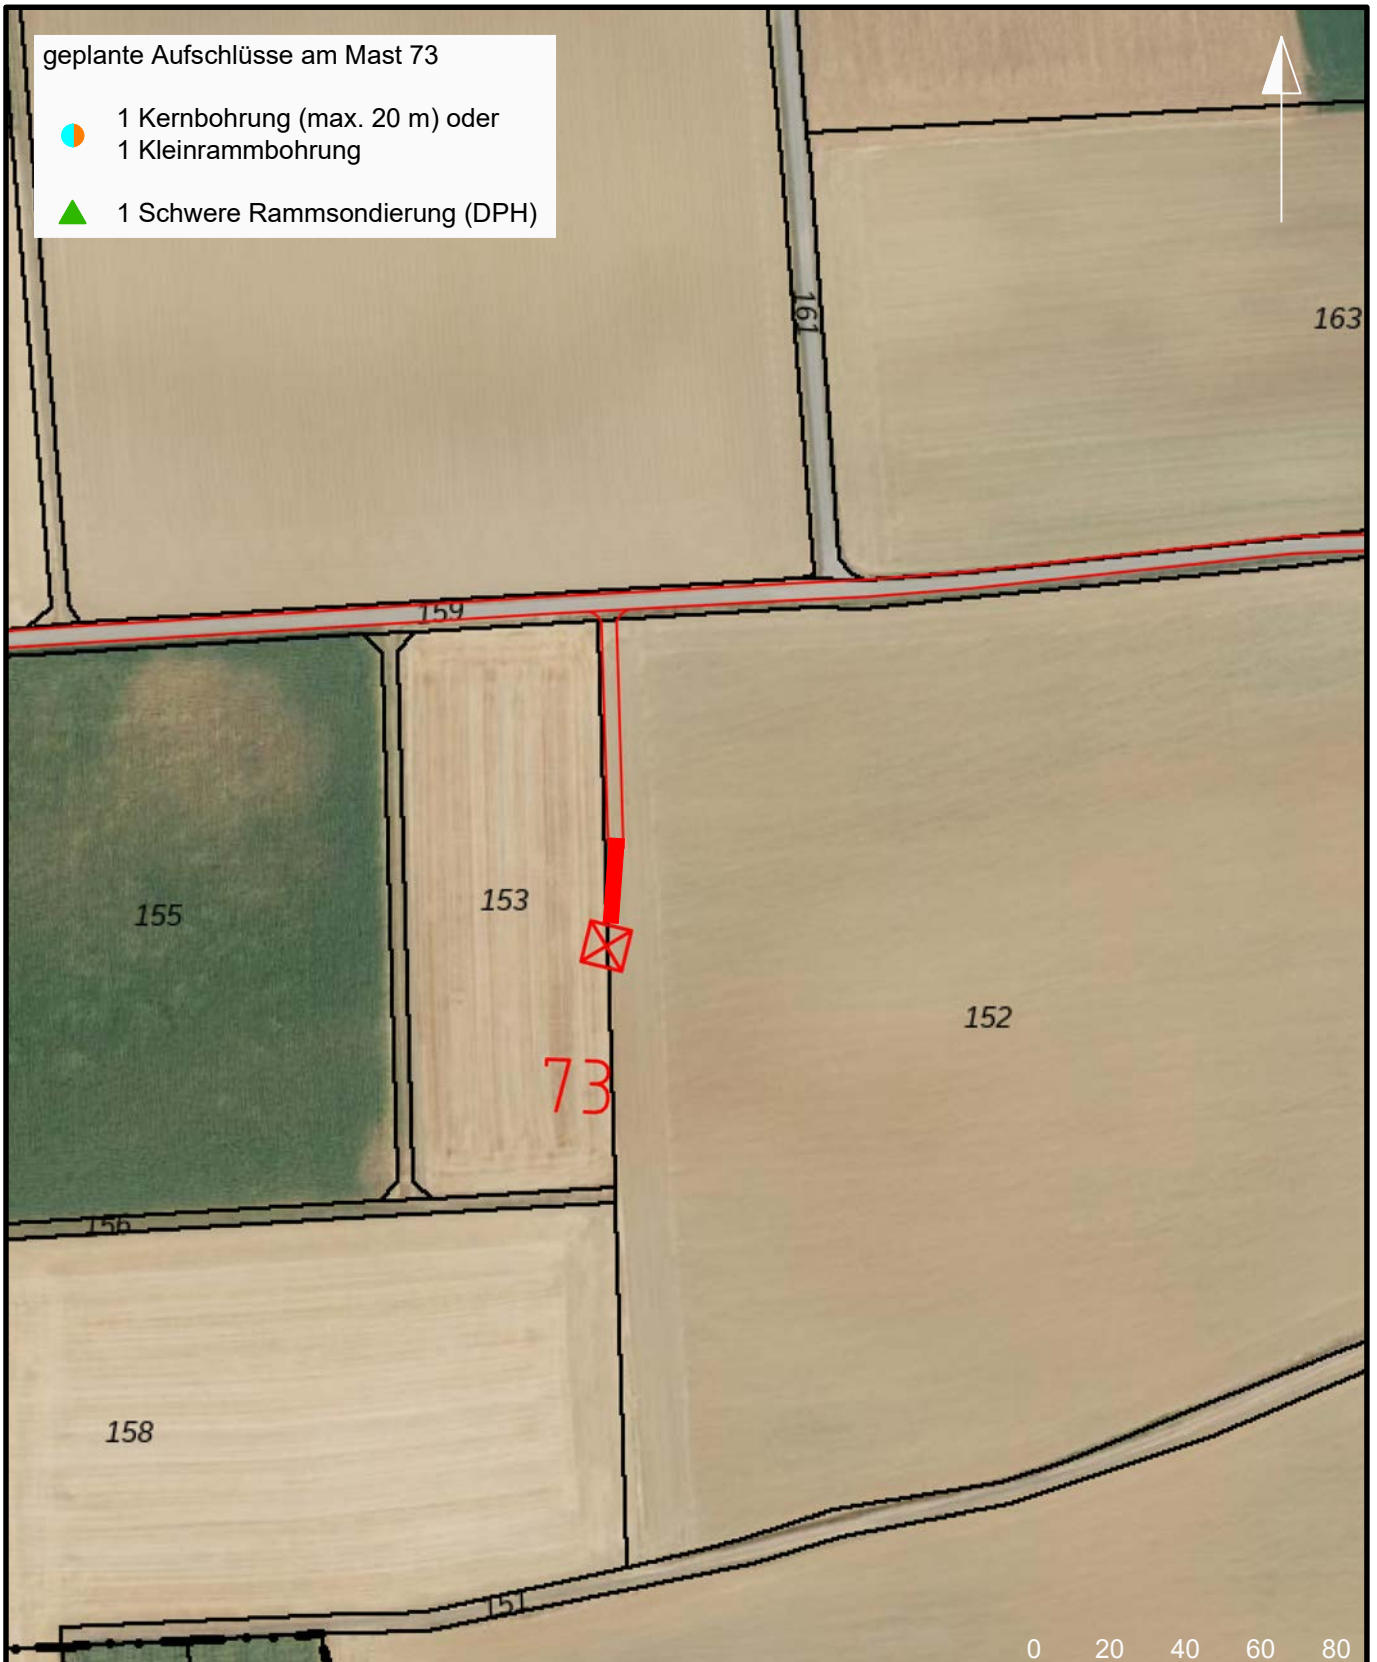 geplante Aufschlüsse am Mast 73
1 Kernbohrung (max. 20 m) oder
1 Kleinrammbohrung
1 Schwere Rammsondierung (DPH)
161
163
159
155
153
152
73
156
158
151
0 20 40 60 80